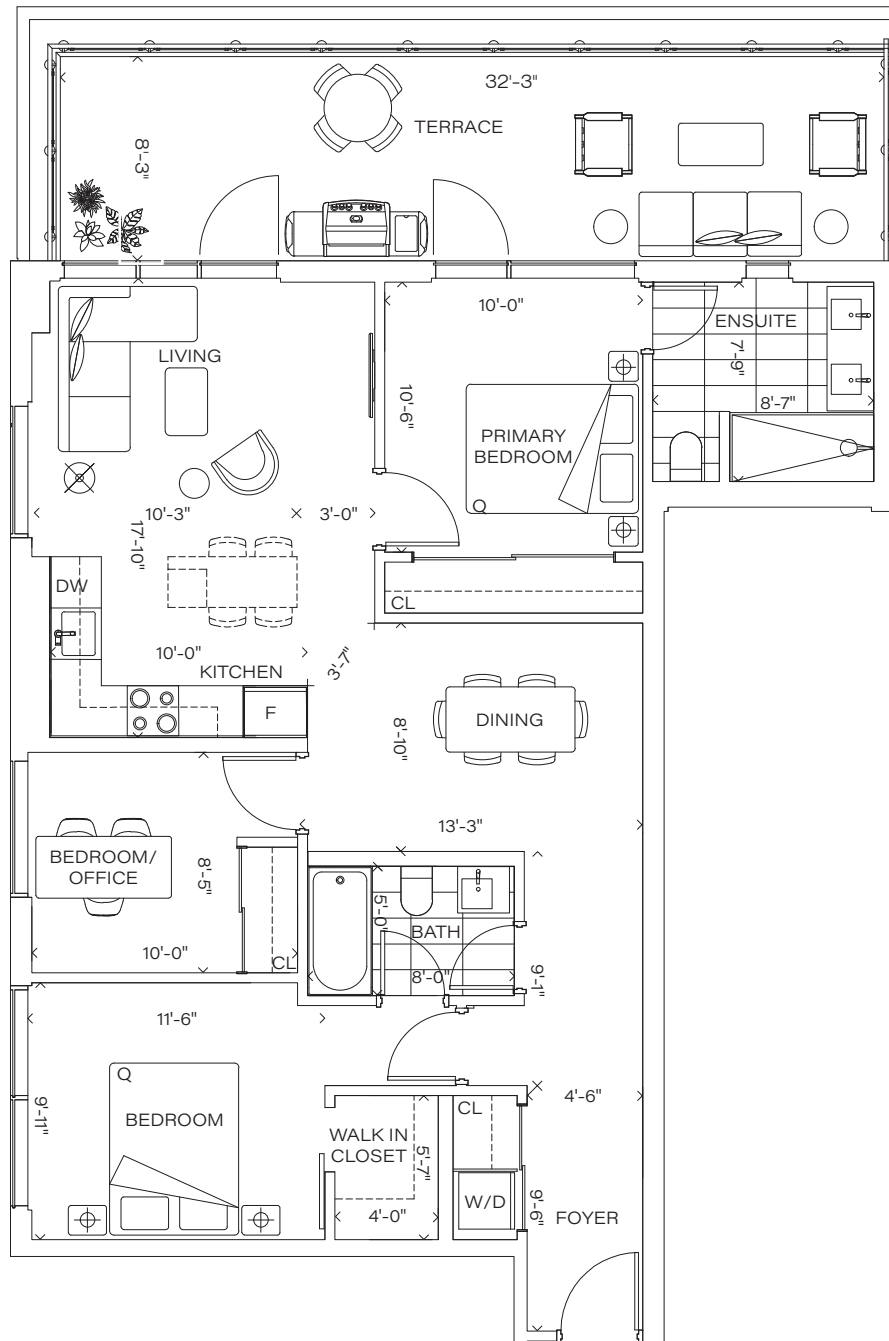 32'-3"
TERRACE
8'-3"
10'-0"
ENSUITE
LIVING
7'-9"
10'-6"
8'-7"
PRIMARY
BEDROOM
Q
10'-3"
3'-0"
17'-10"
DW
CL
10'-0"
KITCHEN
3'-7"
F
DINING
8'-10"
13'-3"
BEDROOM/
OFFICE
8'-5"
5'-0"
BATH
10'-0"
CL
8'-0"
9'-1"
11'-6"
Q
9'-11"
BEDROOM
4'-6"
CL
WALK IN
CLOSET
5'-7"
W/D
9'-6"
4'-0"
FOYER